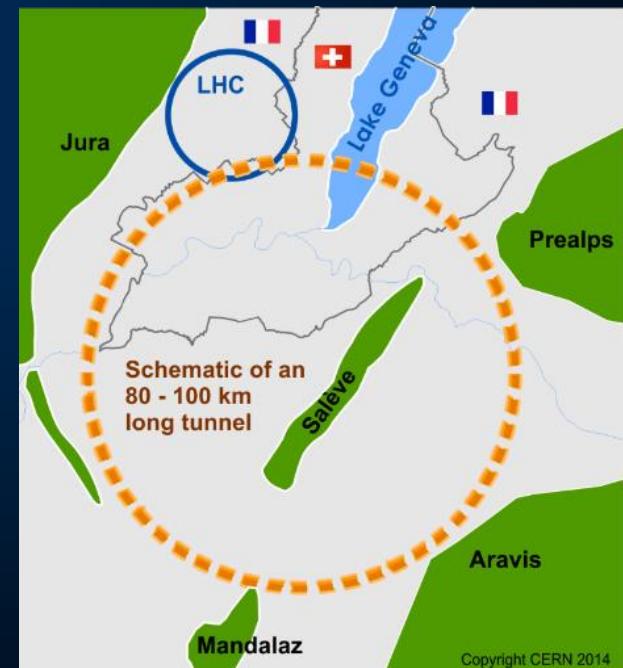 LHC
Lake Geneva
Jura
Prealps
Schematic of an
80 - 100 km
long tunnel
Salève
Aravis
Mandalaz
Copyright CERN 2014